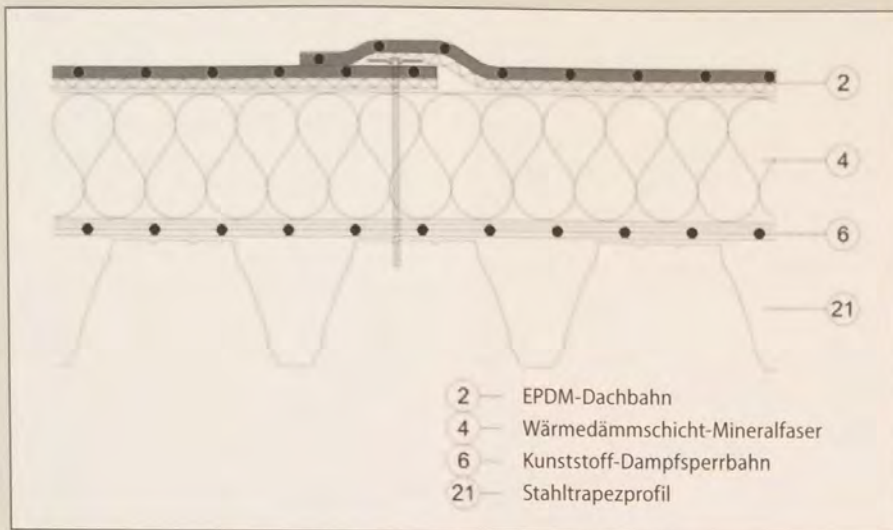 2
4
6
21
2 EPDM-Dachbahn
4 Wärmedämmschicht-Mineralfaser
6 Kunststoff-Dampfsperrbahn
21 Stahltrapezprofil